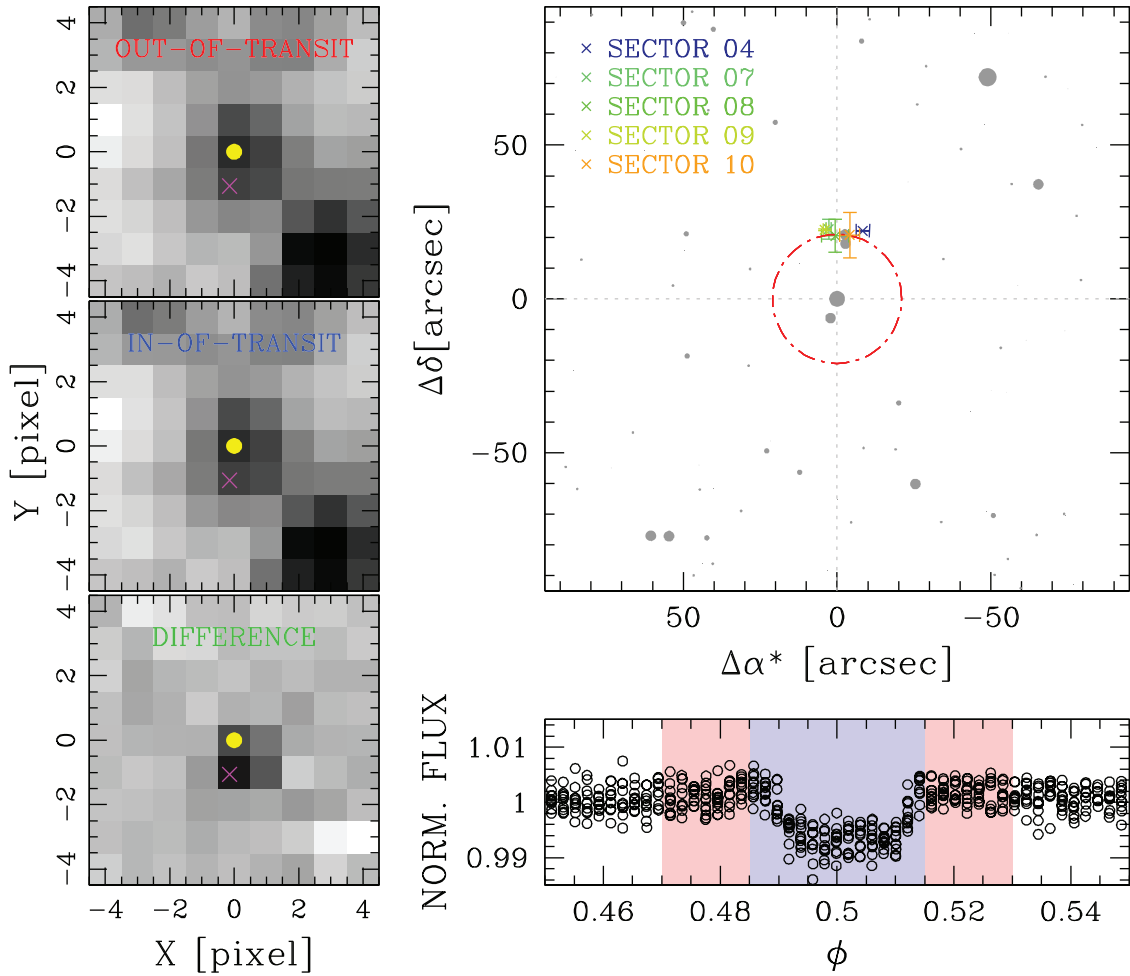 OUT-OF-TRANSIT
4
2
0
-2
-4
IN-OF-TRANSIT
4
2
0
-2
-4
DIFFERENCE
4
2
0
-2
-4
-4 -2 0 2 4
X [pixel]
Y [pixel]
× SECTOR 04
× SECTOR 07
× SECTOR 08
× SECTOR 09
× SECTOR 10
50
0
-50
Δδ[arcsec]
50 0 -50
Δα* [arcsec]
NORM. FLUX
1.01
1
0.99
0.46 0.48 0.5 0.52 0.54
ϕ